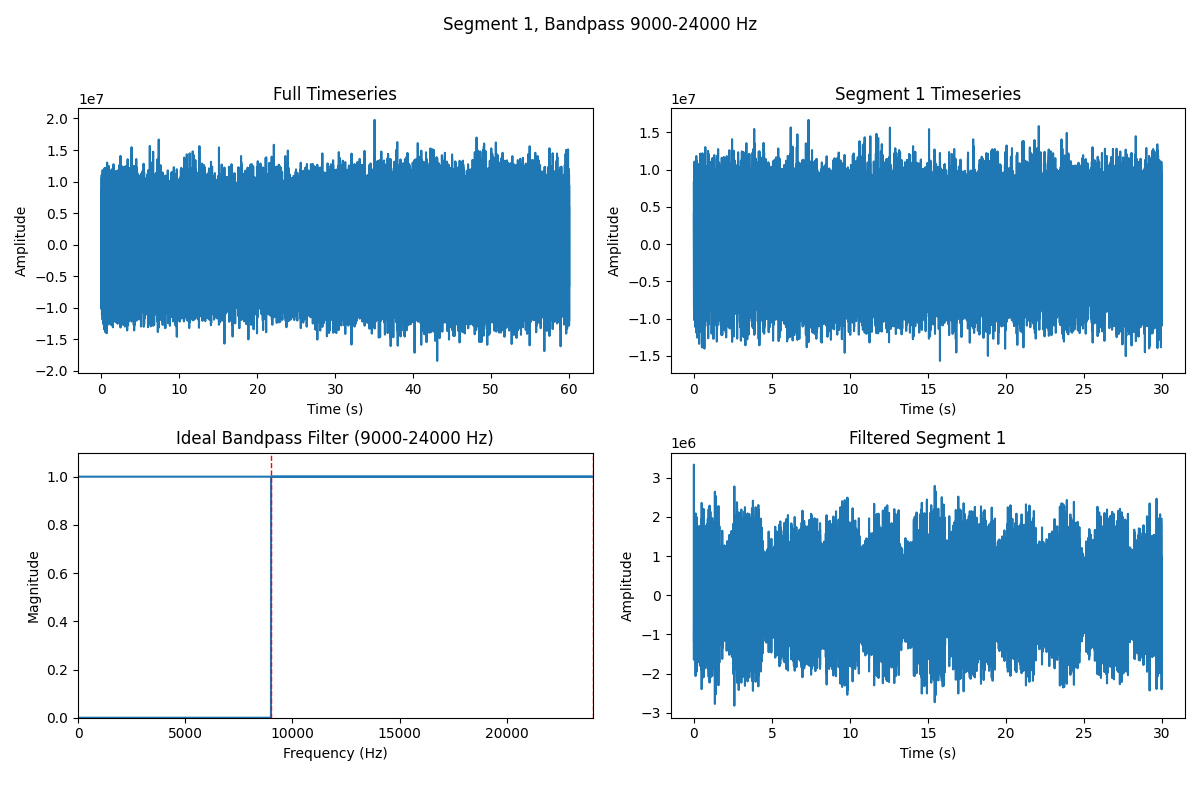 Segment 1, Bandpass 9000-24000 Hz
Full Timeseries
1e7
2.0
1.5
1.0
0.5
0.0
−0.5
−1.0
−1.5
−2.0
Amplitude
0 10 20 30 40 50 60
Time (s)
Segment 1 Timeseries
1e7
1.5
1.0
0.5
0.0
−0.5
−1.0
−1.5
Amplitude
0 5 10 15 20 25 30
Time (s)
Ideal Bandpass Filter (9000-24000 Hz)
1.0
0.8
0.6
0.4
0.2
0.0
Magnitude
0 5000 10000 15000 20000
Frequency (Hz)
Filtered Segment 1
1e6
3
2
1
0
−1
−2
−3
Amplitude
0 5 10 15 20 25 30
Time (s)